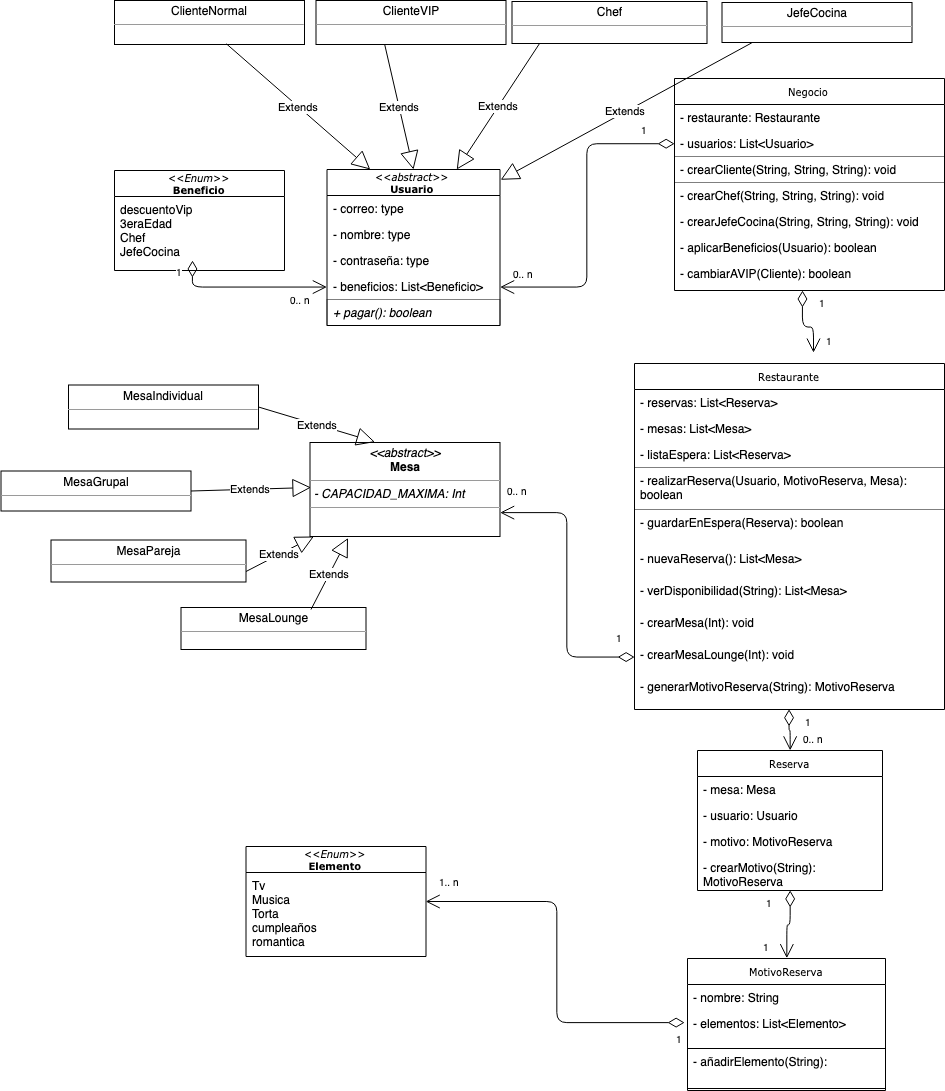 ClienteNormal
ClienteVIP
Chef
JefeCocina
Extends
Extends
Extends
Extends
Negocio
- restaurante: Restaurante
- usuarios: List<Usuario>
- crearCliente(String, String, String): void
- crearChef(String, String, String): void
- crearJefeCocina(String, String, String): void
- aplicarBeneficios(Usuario): boolean
- cambiarAVIP(Cliente): boolean
1
0.. n
<<Enum>>
Beneficio
descuentoVip
3eraEdad
Chef
JefeCocina
1
0.. n
<<abstract>>
Usuario
- correo: type
- nombre: type
- contraseña: type
- beneficios: List<Beneficio>
+ pagar(): boolean
1
1
Restaurante
- reservas: List<Reserva>
- mesas: List<Mesa>
- listaEspera: List<Reserva>
- realizarReserva(Usuario, MotivoReserva, Mesa):
boolean
- guardarEnEspera(Reserva): boolean
- nuevaReserva(): List<Mesa>
- verDisponibilidad(String): List<Mesa>
- crearMesa(Int): void
- crearMesaLounge(Int): void
- generarMotivoReserva(String): MotivoReserva
MesaIndividual
Extends
MesaGrupal
Extends
MesaPareja
Extends
MesaLounge
Extends
<<abstract>>
Mesa
- CAPACIDAD_MAXIMA: Int
0.. n
1
1
0.. n
Reserva
- mesa: Mesa
- usuario: Usuario
- motivo: MotivoReserva
- crearMotivo(String):
MotivoReserva
1
1
<<Enum>>
Elemento
Tv
Musica
Torta
cumpleaños
romantica
1.. n
1
MotivoReserva
- nombre: String
- elementos: List<Elemento>
- añadirElemento(String):